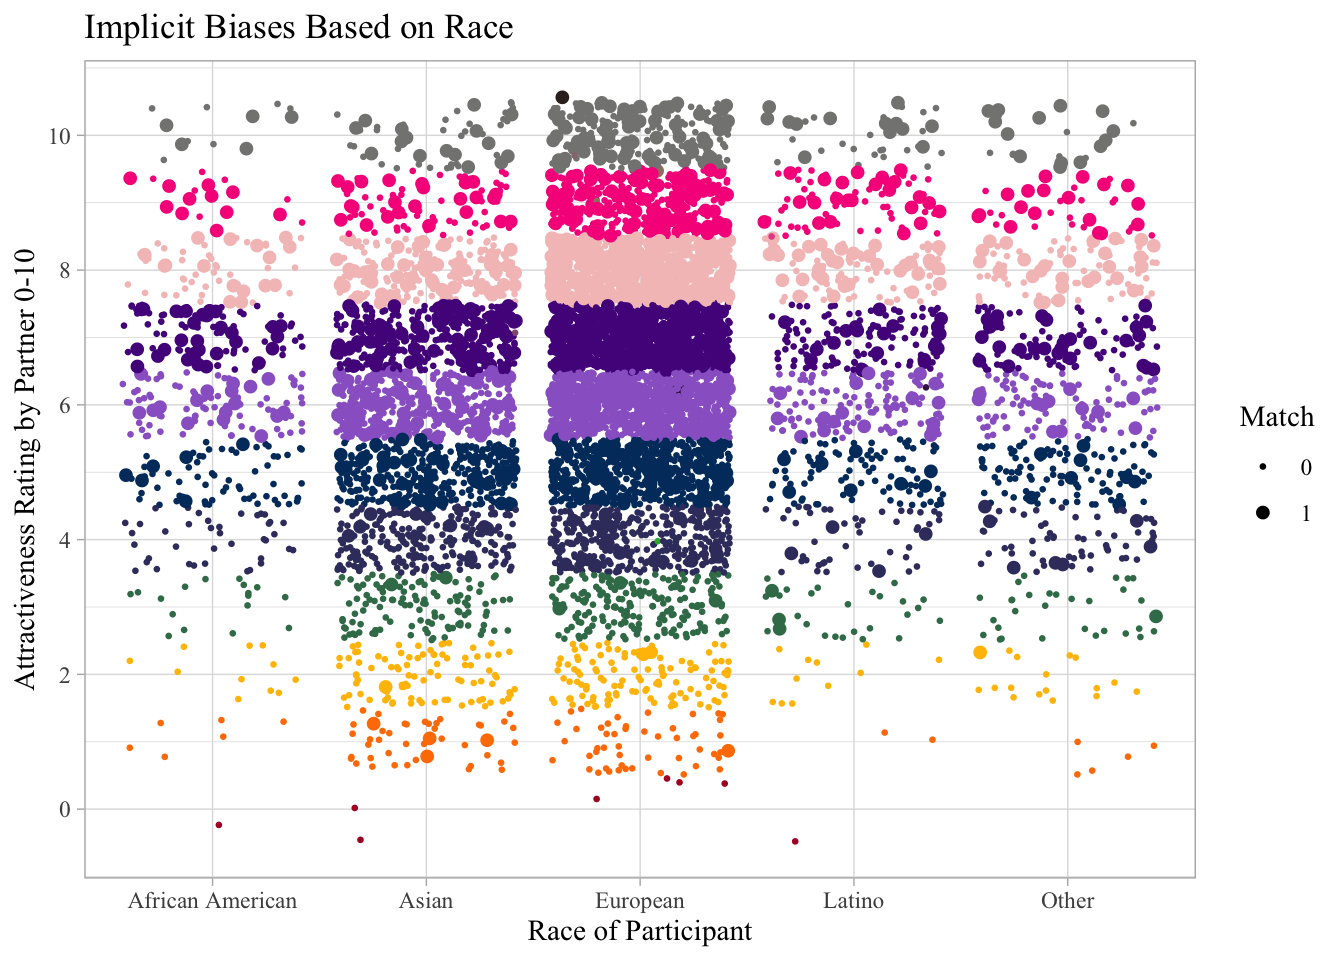 Implicit Biases Based on Race
Attractiveness Rating by Partner 0-10
10
8
6
4
2
0
African American
Asian
European
Latino
Other
Race of Participant
Match
0
1